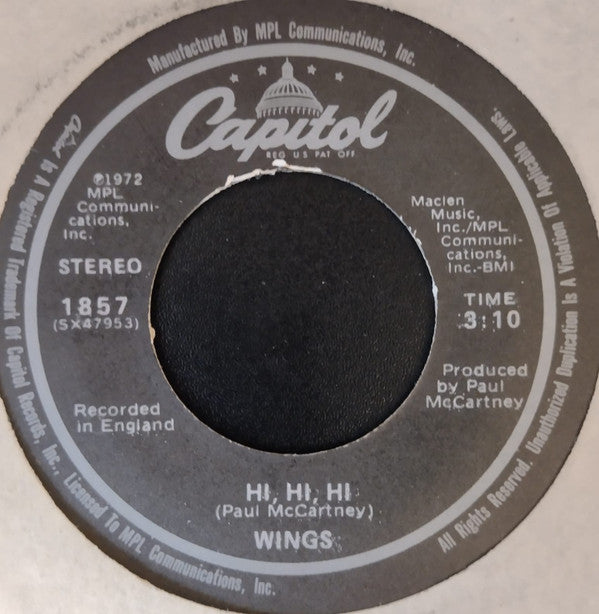 Manufactured By MPL Communications, Inc.
Capitol
REG U.S PAT OFF
℗1972
MPL
Communi-
cations,
Inc.
STEREO
1857
(SX47953)
Recorded
in England
Maclen
Music,
Inc./MPL
Communi-
cations,
Inc.-BMI
TIME
3:10
Produced
by Paul
McCartney
HI, HI, HI
(Paul McCartney)
WINGS
Capitol Is A Registered Trademark Of Capitol Records, Inc., Licensed To MPL Communications, Inc.
All Rights Reserved. Unauthorized Duplication Is A Violation Of Applicable Laws.